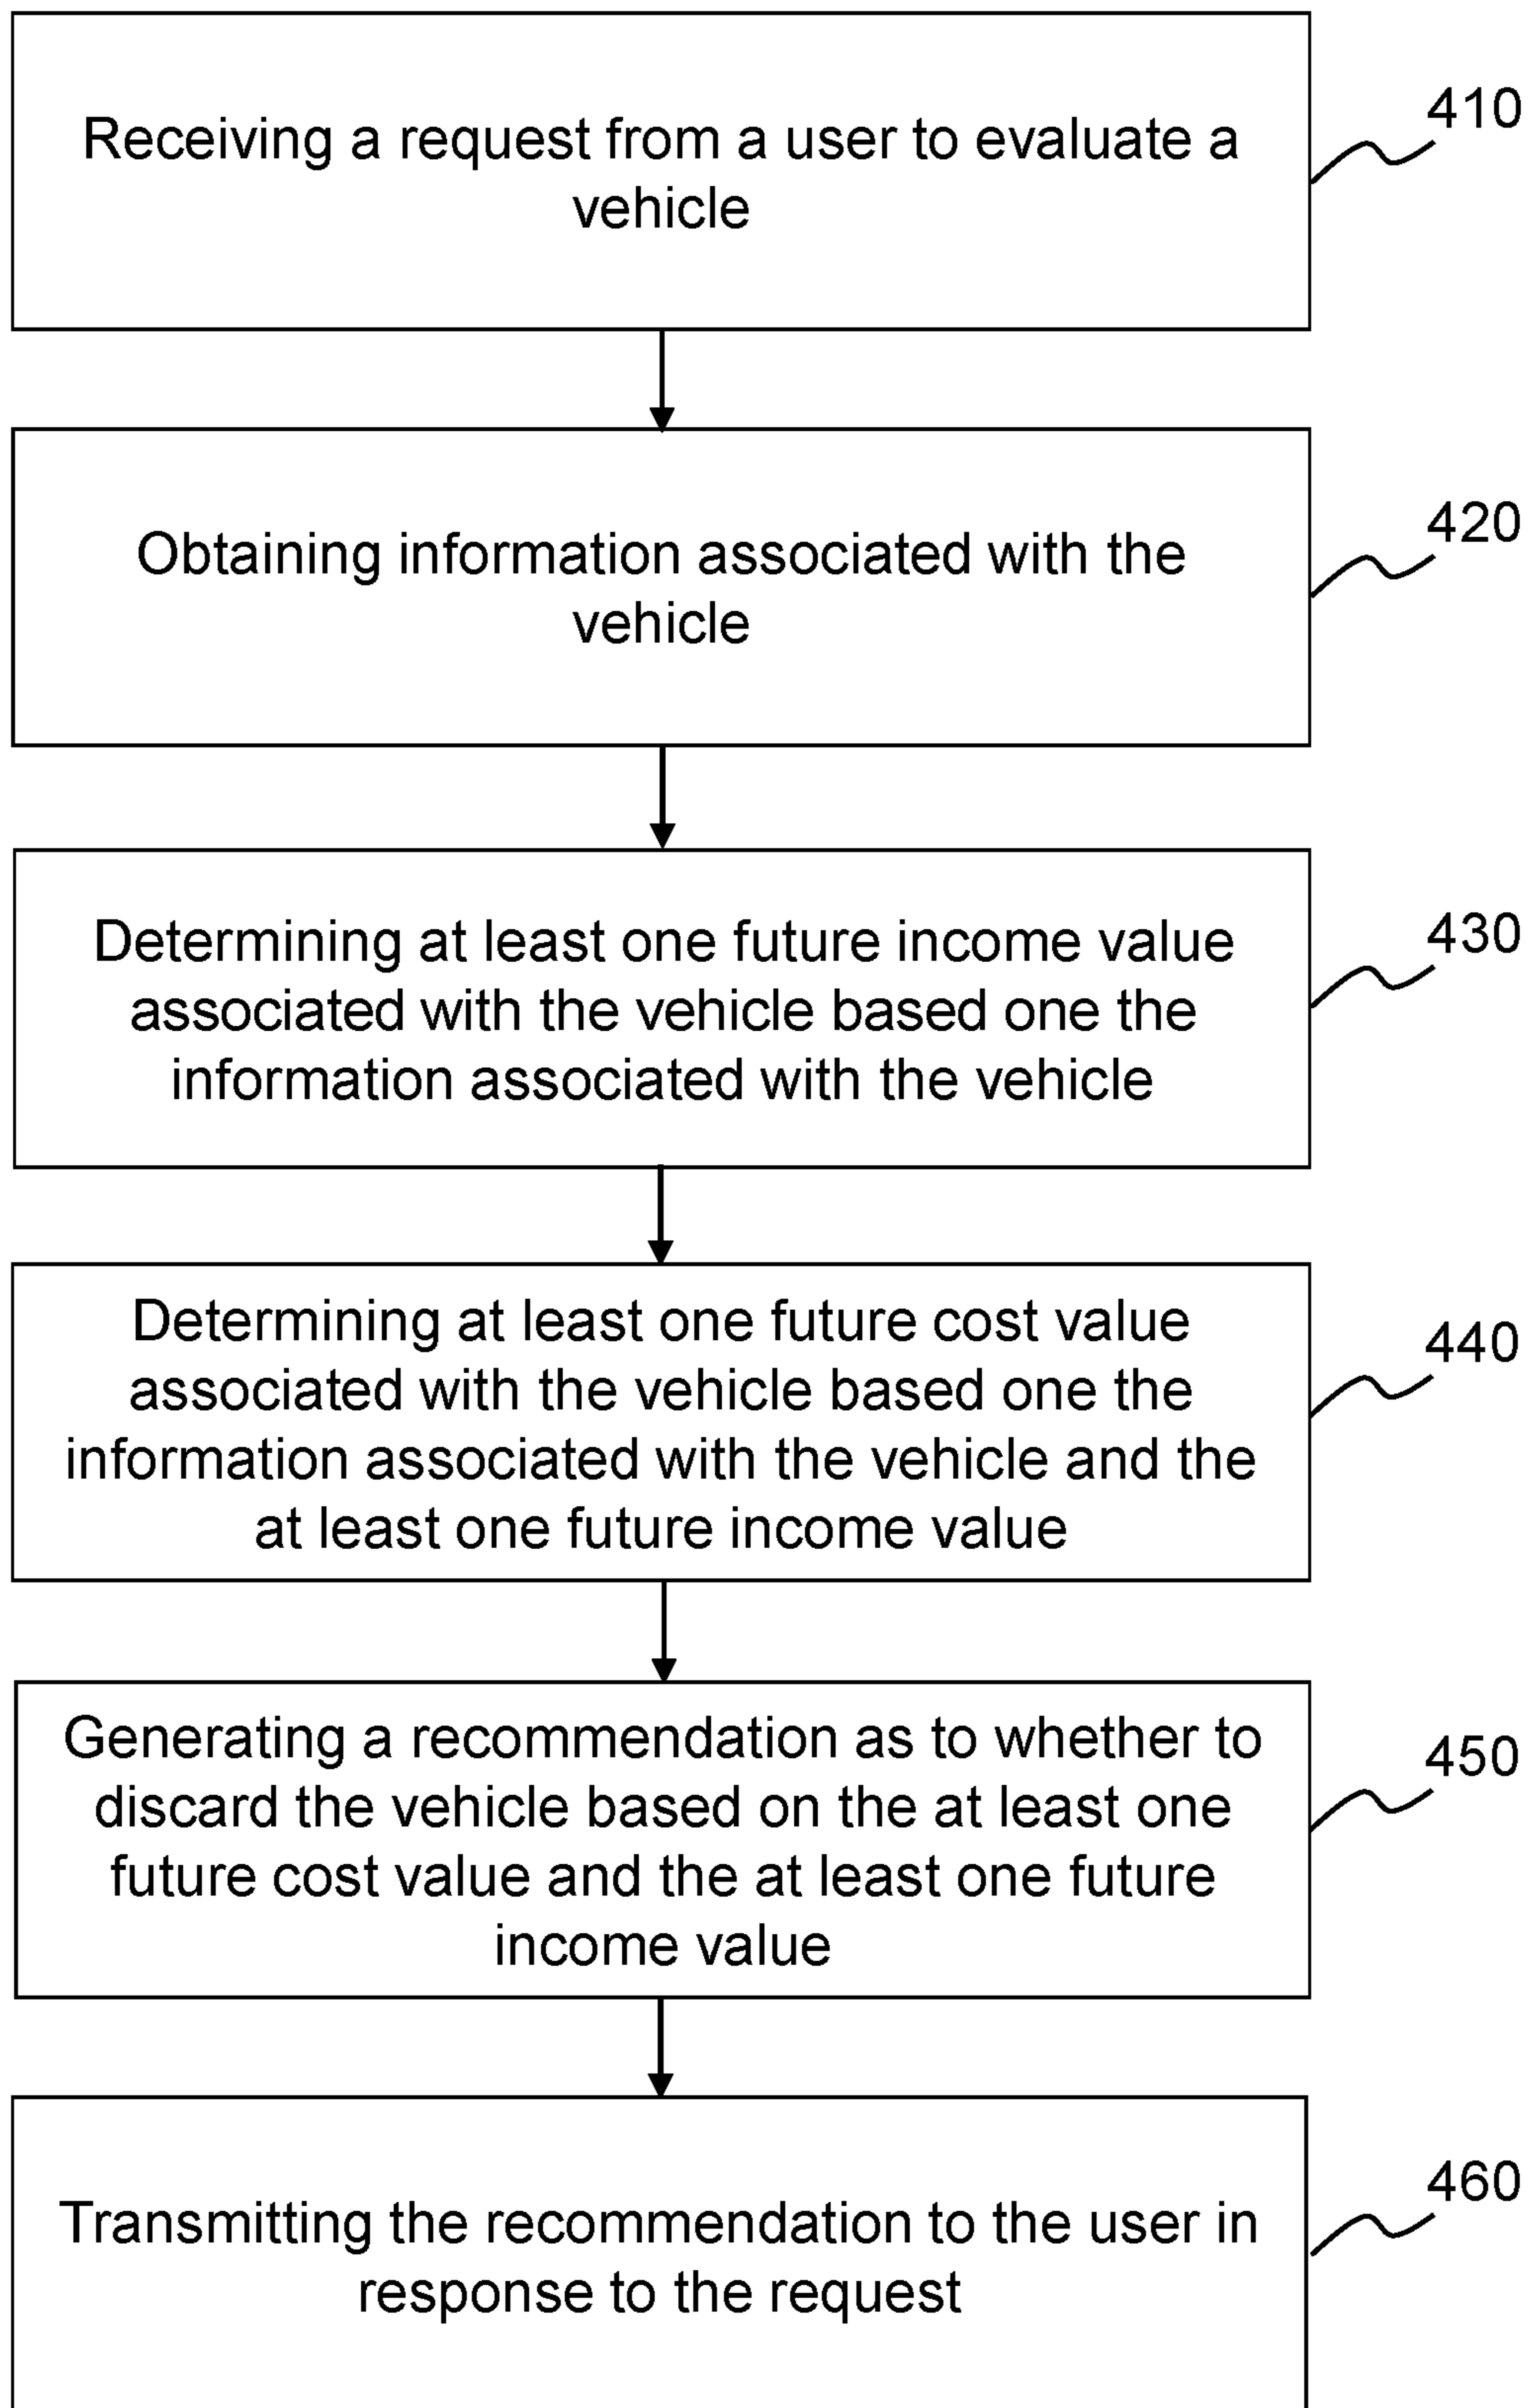 410
Receiving a request from a user to evaluate a
vehicle
420
Obtaining information associated with the
vehicle
430
Determining at least one future income value
associated with the vehicle based one the
information associated with the vehicle
440
Determining at least one future cost value
associated with the vehicle based one the
information associated with the vehicle and the
at least one future income value
450
Generating a recommendation as to whether to
discard the vehicle based on the at least one
future cost value and the at least one future
income value
460
Transmitting the recommendation to the user in
response to the request